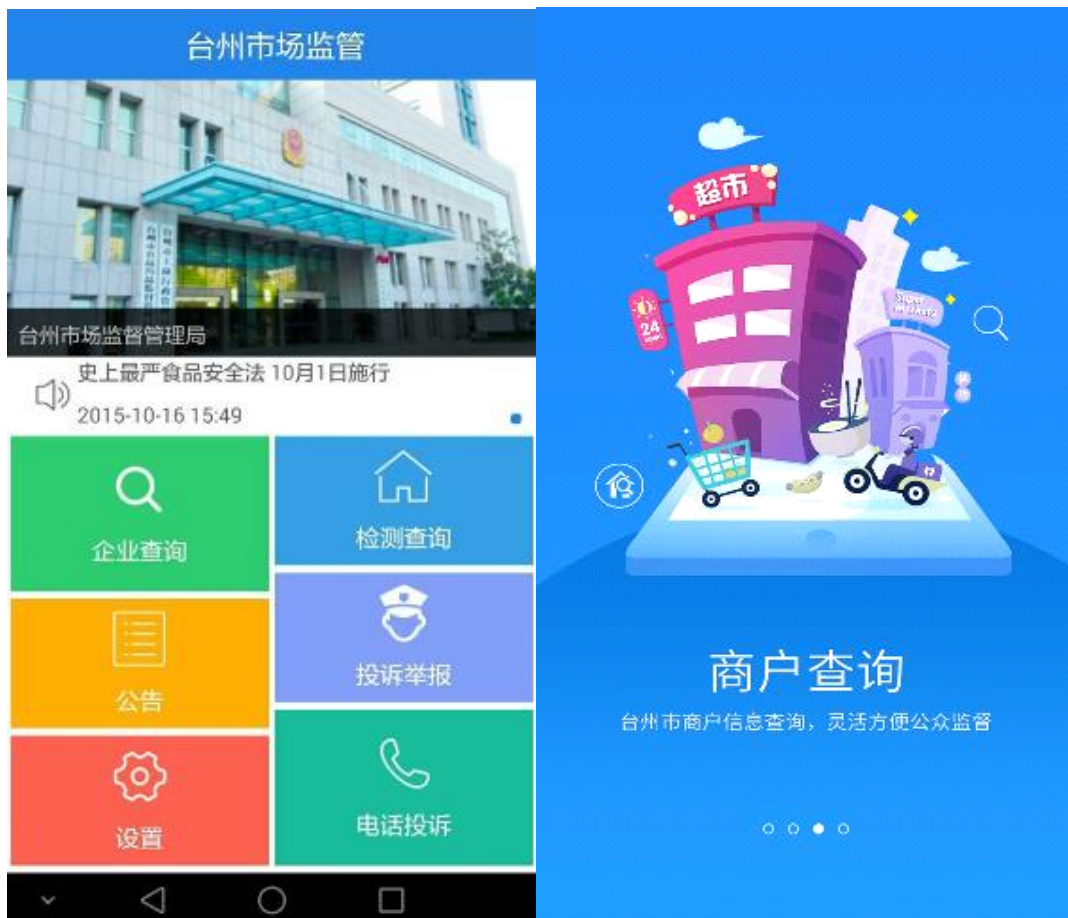 台州市场监管
台州市场监督管理局
史上最严食品安全法 10月1日施行
2015-10-16 15:49
企业查询
检测查询
公告
投诉举报
设置
电话投诉
超市
24
商户查询
台州市商户信息查询，灵活方便公众监督